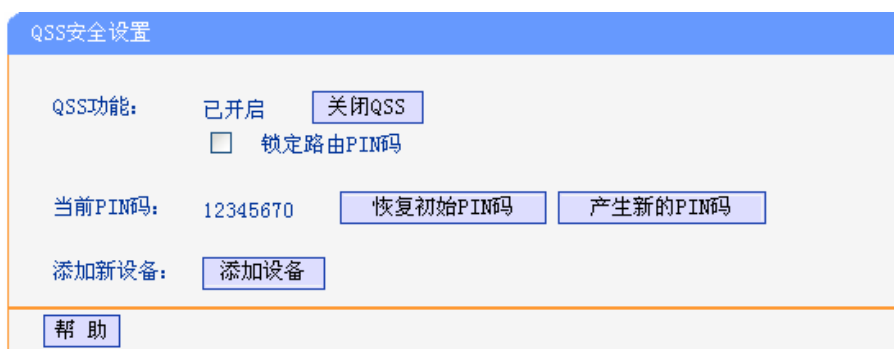 QSS安全设置
QSS功能: 已开启 关闭QSS
锁定路由PIN码
当前PIN码: 12345670 恢复初始PIN码 产生新的PIN码
添加新设备: 添加设备
帮 助